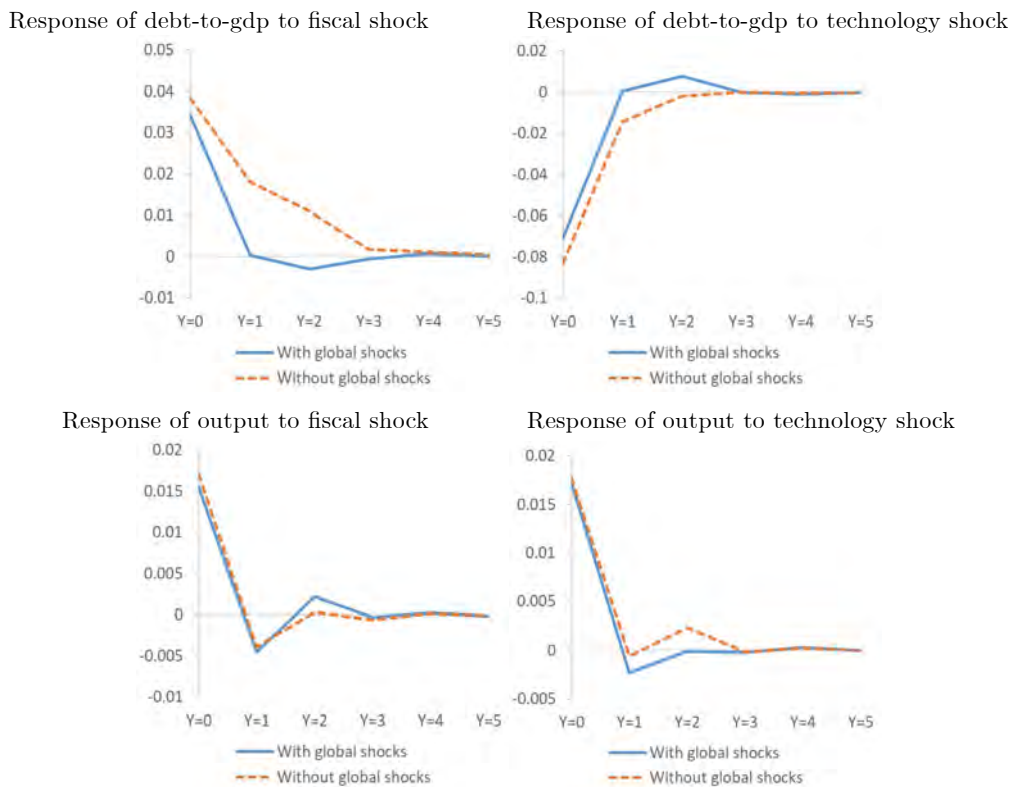 Response of debt-to-gdp to fiscal shock
0.05
0.04
0.03
0.02
0.01
0
-0.01
Y=0 Y=1 Y=2 Y=3 Y=4 Y=5
With global shocks
Without global shocks
Response of debt-to-gdp to technology shock
0.02
0
-0.02
-0.04
-0.06
-0.08
-0.1
Y=0 Y=1 Y=2 Y=3 Y=4 Y=5
With global shocks
Without global shocks
Response of output to fiscal shock
0.02
0.015
0.01
0.005
0
-0.005
-0.01
Y=0 Y=1 Y=2 Y=3 Y=4 Y=5
With global shocks
Without global shocks
Response of output to technology shock
0.02
0.015
0.01
0.005
0
-0.005
Y=0 Y=1 Y=2 Y=3 Y=4 Y=5
With global shocks
Without global shocks